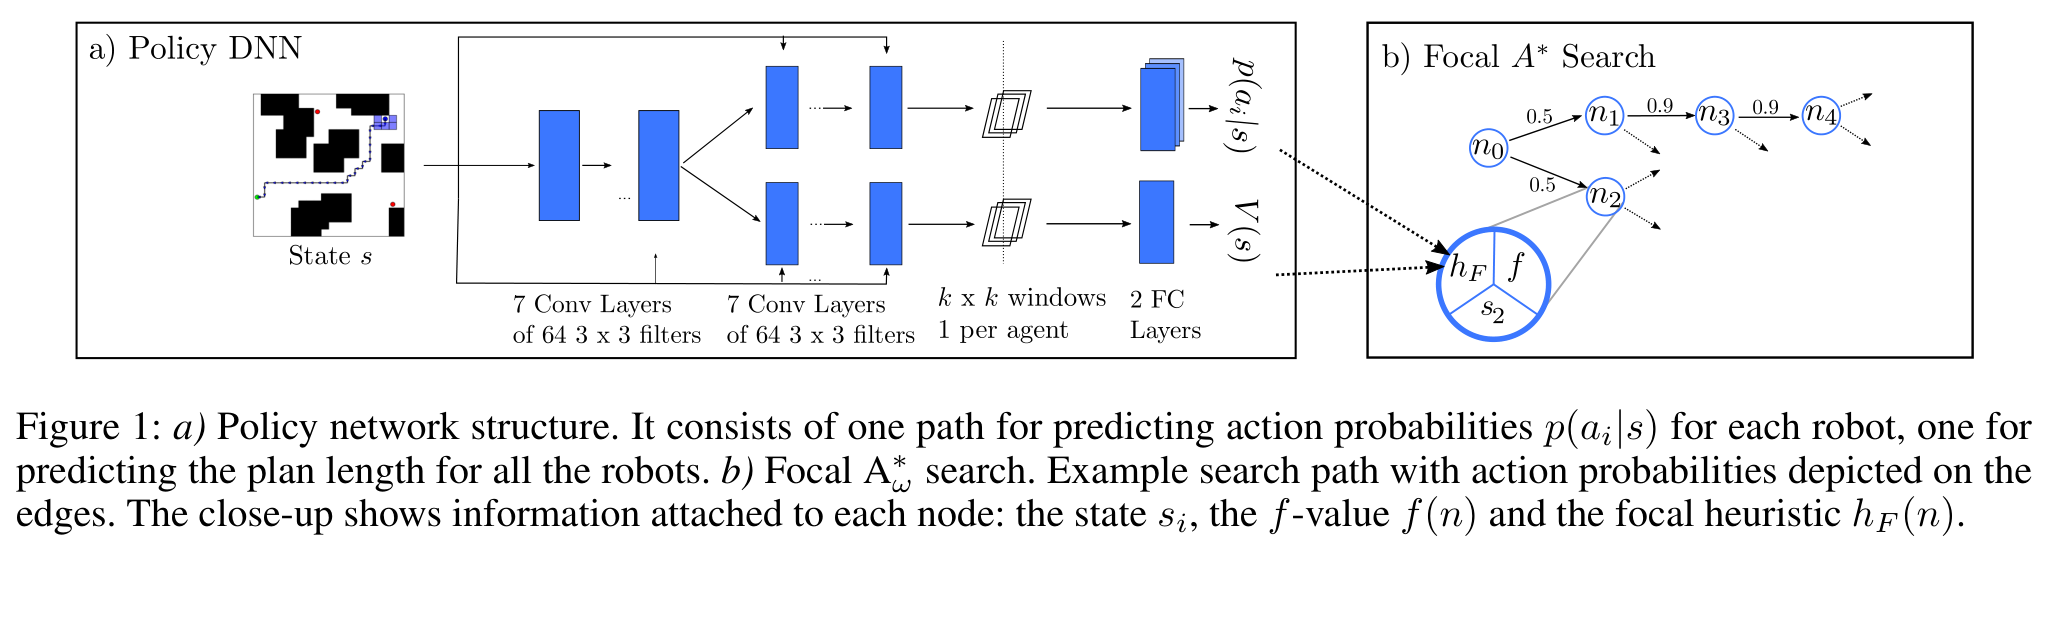 a) Policy DNN
State s
...
...
...
...
7 Conv Layers
of 64 3 x 3 filters
7 Conv Layers
of 64 3 x 3 filters
k x k windows
1 per agent
2 FC
Layers
p(a_i|s)
V(s)
b) Focal A* Search
n_0
0.5
n_1
0.9
n_3
0.9
n_4
0.5
n_2
h_F
f
s_2
Figure 1: a) Policy network structure. It consists of one path for predicting action probabilities p(a_i|s) for each robot, one for
predicting the plan length for all the robots. b) Focal A*_ω search. Example search path with action probabilities depicted on the
edges. The close-up shows information attached to each node: the state s_i, the f-value f(n) and the focal heuristic h_F(n).